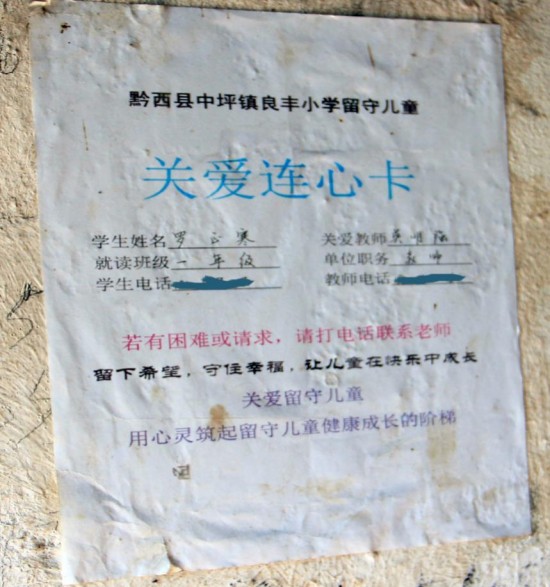 黔西县中坪镇良丰小学留守儿童
关爱连心卡
学生姓名 罗 寒 关爱教师
就读班级 一年级 单位职务 教师
学生电话 教师电话
若有困难或请求，请打电话联系老师
留下希望，守住幸福，让儿童在快乐中成长
关爱留守儿童
用心灵筑起留守儿童健康成长的阶梯